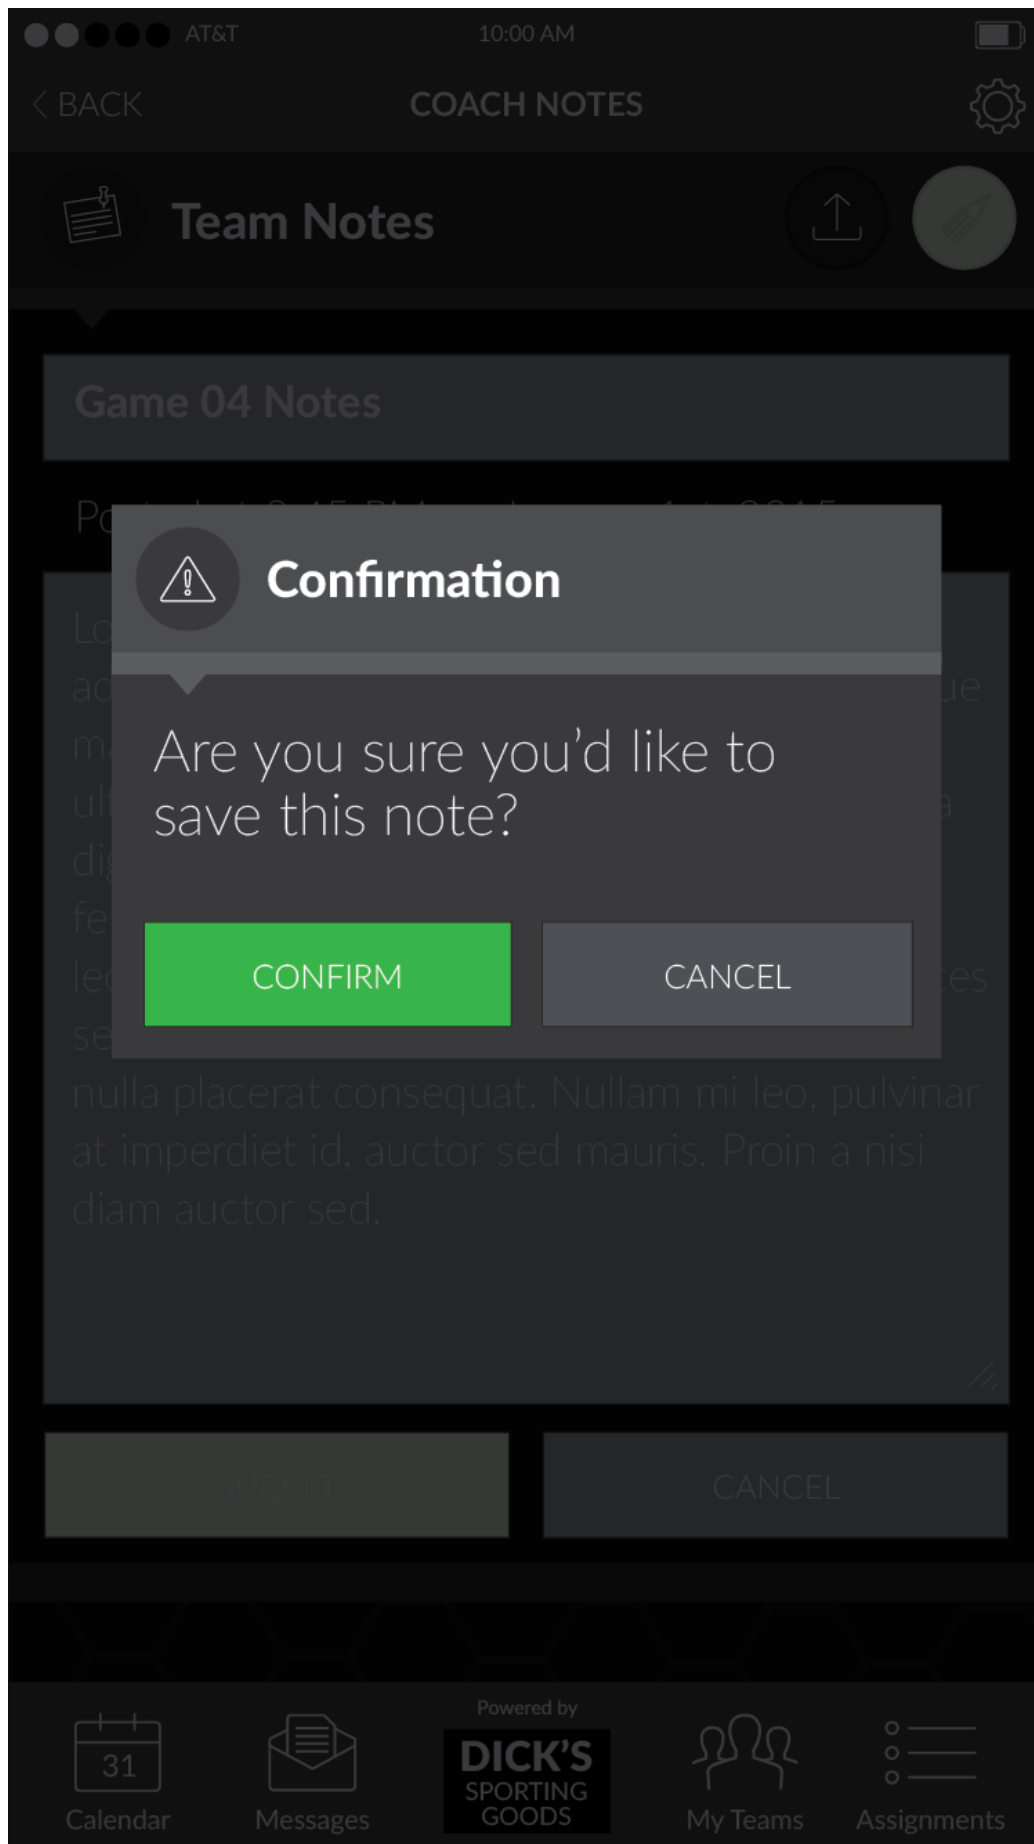 AT&T 10:00 AM
BACK COACH NOTES
Team Notes
Game 04 Notes
Confirmation
Are you sure you’d like to
save this note?
CONFIRM CANCEL
nulla placerat consequat. Nullam mi leo, pulvinar
at imperdiet id, auctor sed mauris. Proin a nisi
diam auctor sed.
SUBMIT CANCEL
Powered by
31
DICK’S
SPORTING
GOODS
Calendar Messages My Teams Assignments